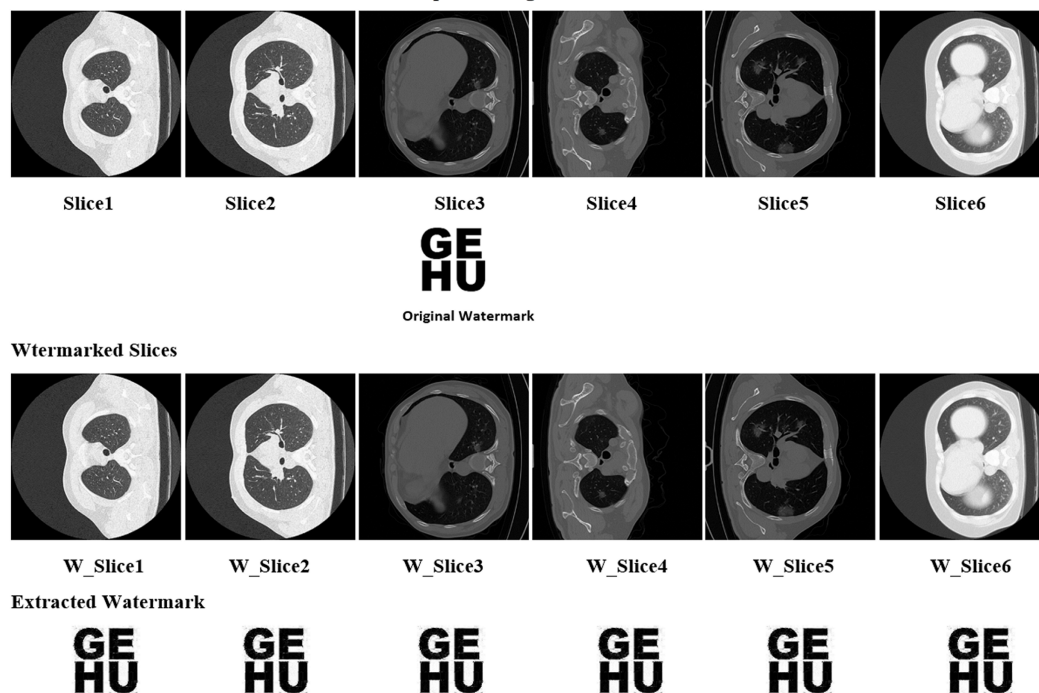 Slice1 Slice2 Slice3 Slice4 Slice5 Slice6
GE
HU
Original Watermark
Wtermarked Slices
W_Slice1 W_Slice2 W_Slice3 W_Slice4 W_Slice5 W_Slice6
Extracted Watermark
GE GE GE GE GE GE
HU HU HU HU HU HU